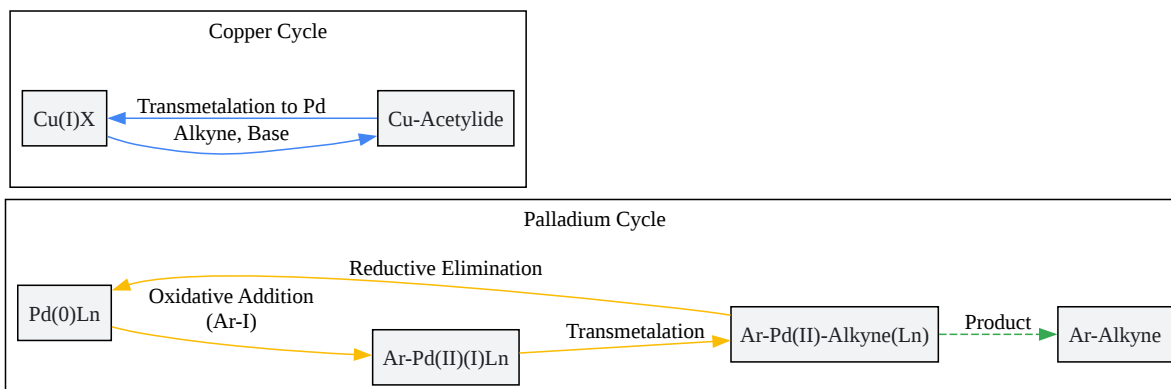 Copper Cycle
Transmetalation to Pd
Cu(I)X
Cu-Acetylide
Alkyne, Base
Palladium Cycle
Reductive Elimination
Oxidative Addition
(Ar-I)
Pd(0)Ln
Product
Transmetalation
Ar-Pd(II)-Alkyne(Ln)
Ar-Alkyne
Ar-Pd(II)(I)Ln